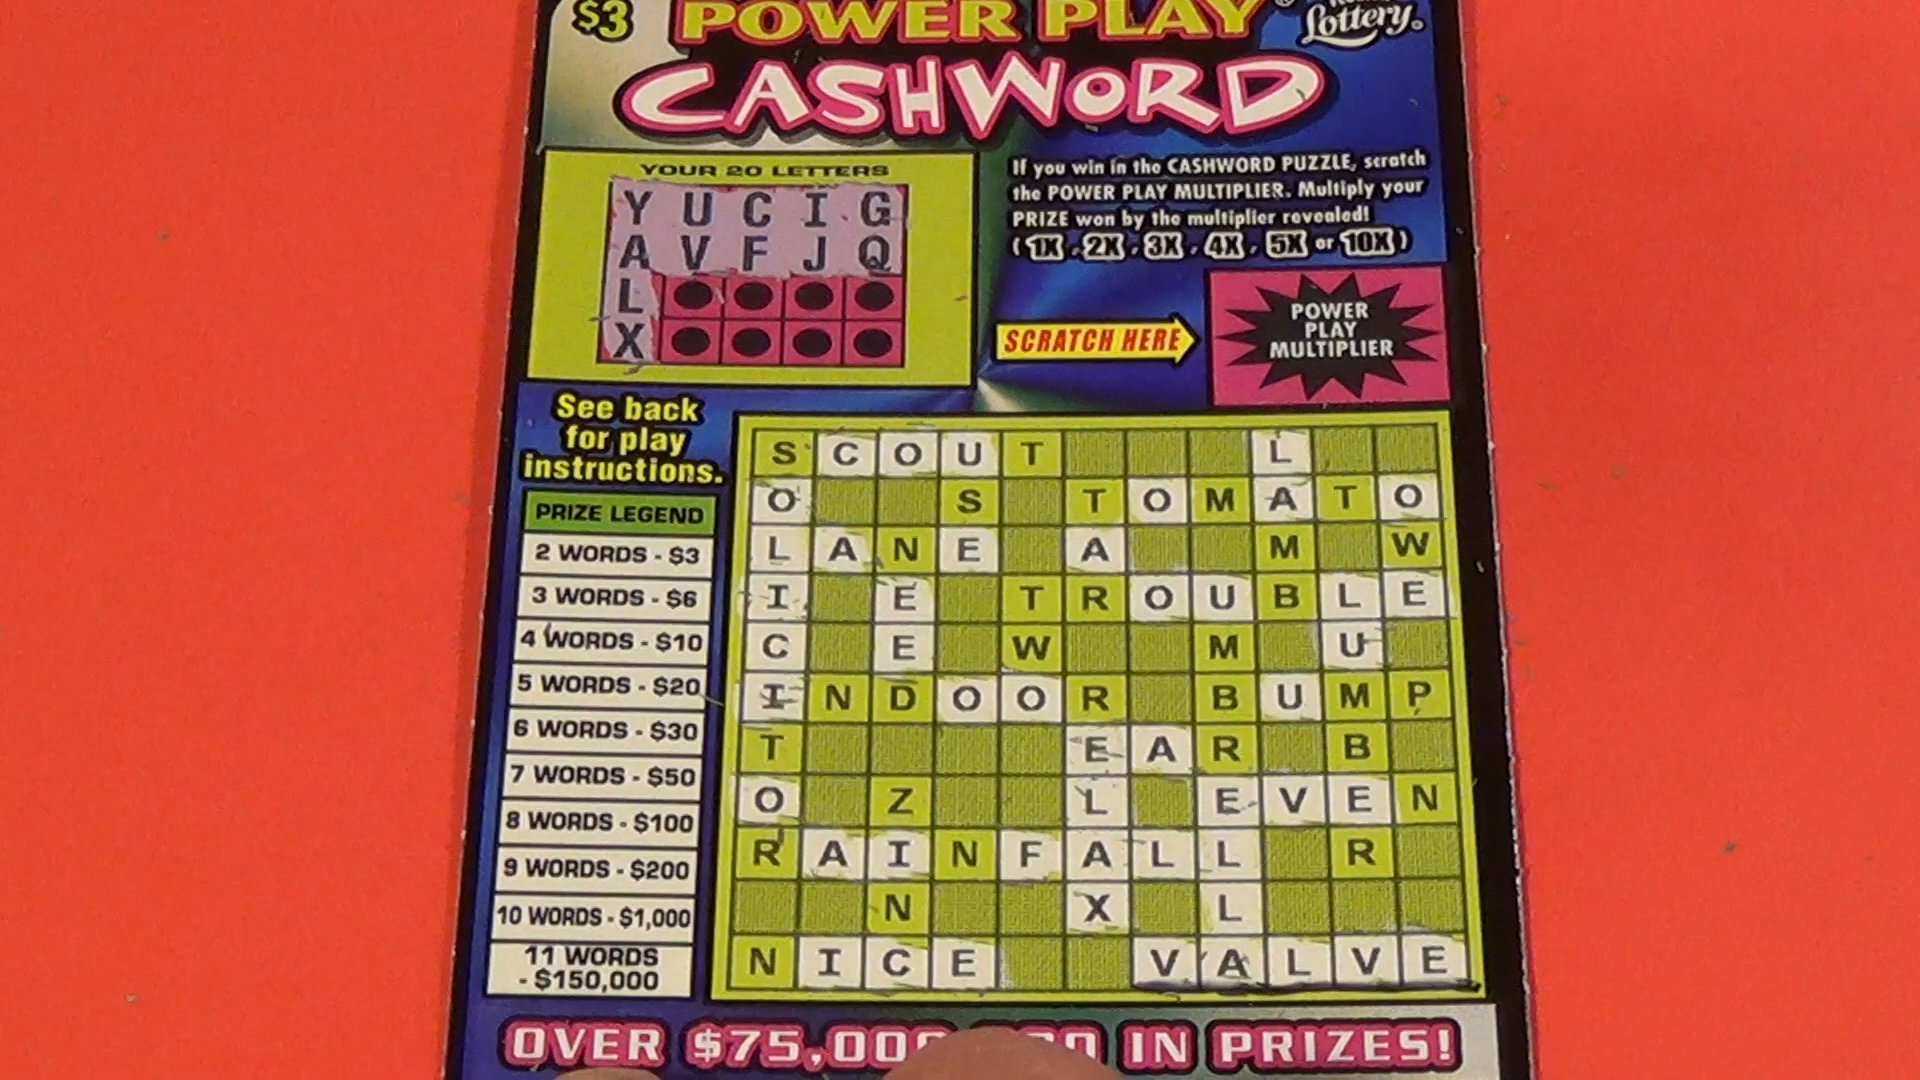 $3 POWER PLAY® Lottery®
CASHWORD
YOUR 20 LETTERS
Y U C I G
A V F J Q
L
X
If you win in the CASHWORD PUZZLE, scratch
the POWER PLAY MULTIPLIER. Multiply your
PRIZE won by the multiplier revealed!
(1X, 2X, 3X, 4X, 5X or 10X)
SCRATCH HERE
POWER
PLAY
MULTIPLIER
See back
for play
instructions.
PRIZE LEGEND
2 WORDS - $3
3 WORDS - $6
4 WORDS - $10
5 WORDS - $20
6 WORDS - $30
7 WORDS - $50
8 WORDS - $100
9 WORDS - $200
10 WORDS - $1,000
11 WORDS
- $150,000
S C O U T L
O S T O M A T O
L A N E A M W
I E T R O U B L E
C E W M U
I N D O O R B U M P
T E A R B
O Z L E V E N
R A I N F A L L R
N X L
N I C E V A L V E
OVER IN PRIZES!